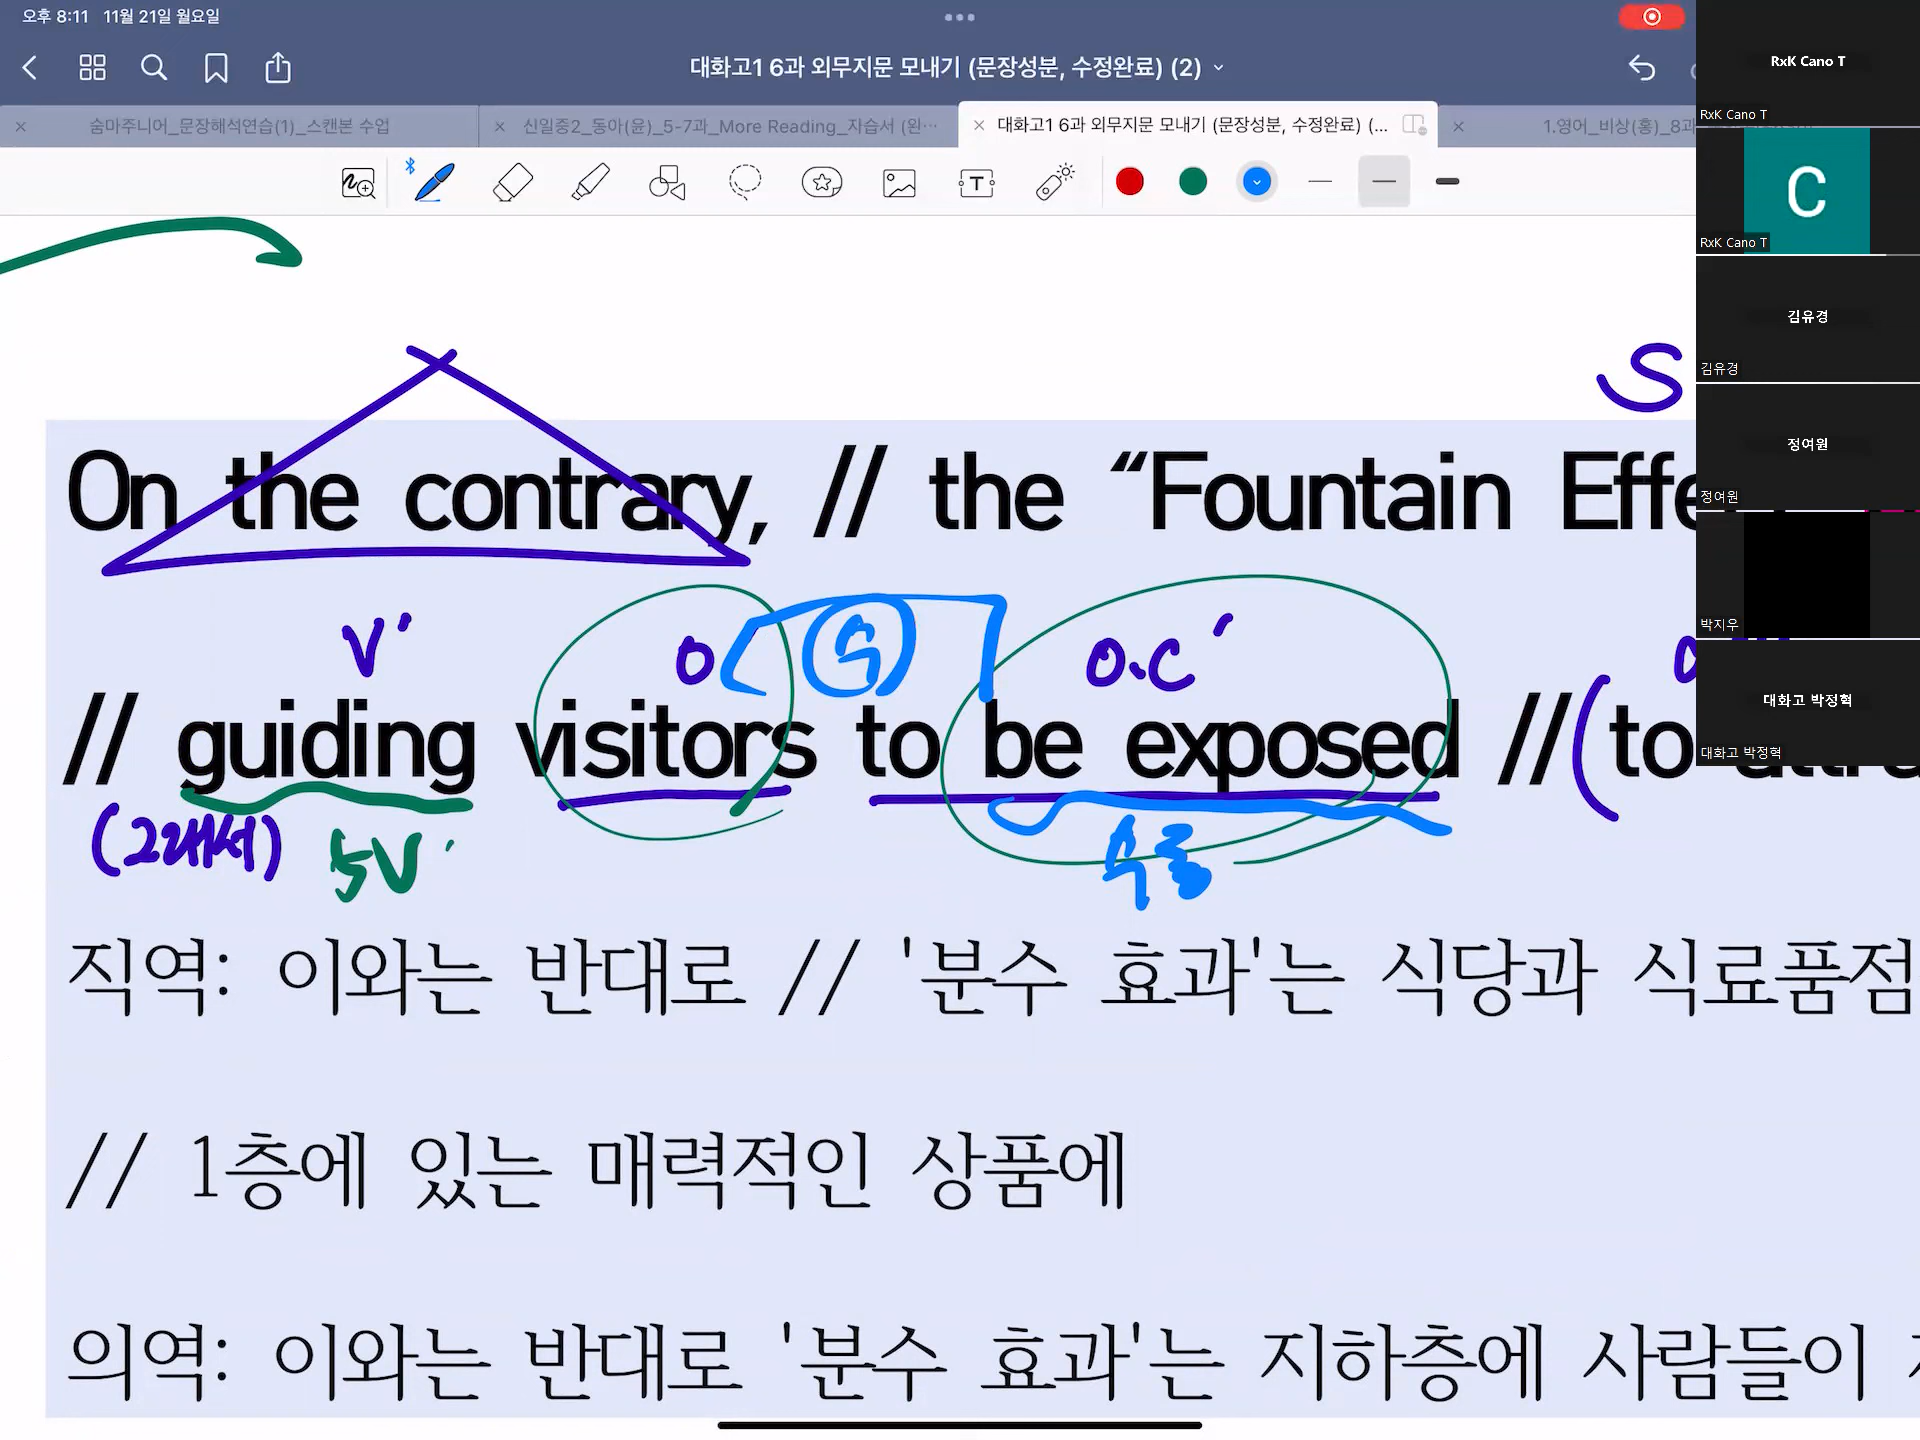 오후 8:11 11월 21일 월요일
대화고1 6과 외무지문 모내기 (문장성분, 수정완료) (2)
숨마주니어_문장해석연습(1)_스캔본 수업
신일중2_동아(윤)_5-7과_More Reading_자습서 (완…
대화고1 6과 외무지문 모내기 (문장성분, 수정완료) (...
1.영어_비상(홍)_8과
RxK Cano T
RxK Cano T
C
RxK Cano T
김유경
김유경
정여원
정여원
박지우
대화고 박정혁
대화고 박정혁
S
On the contrary, // the “Fountain Effe
V' O O.C'
// guiding visitors to be exposed // (to attra
(그래서) 5V'
직역: 이와는 반대로 // '분수 효과'는 식당과 식료품점
// 1층에 있는 매력적인 상품에
의역: 이와는 반대로 '분수 효과'는 지하층에 사람들이